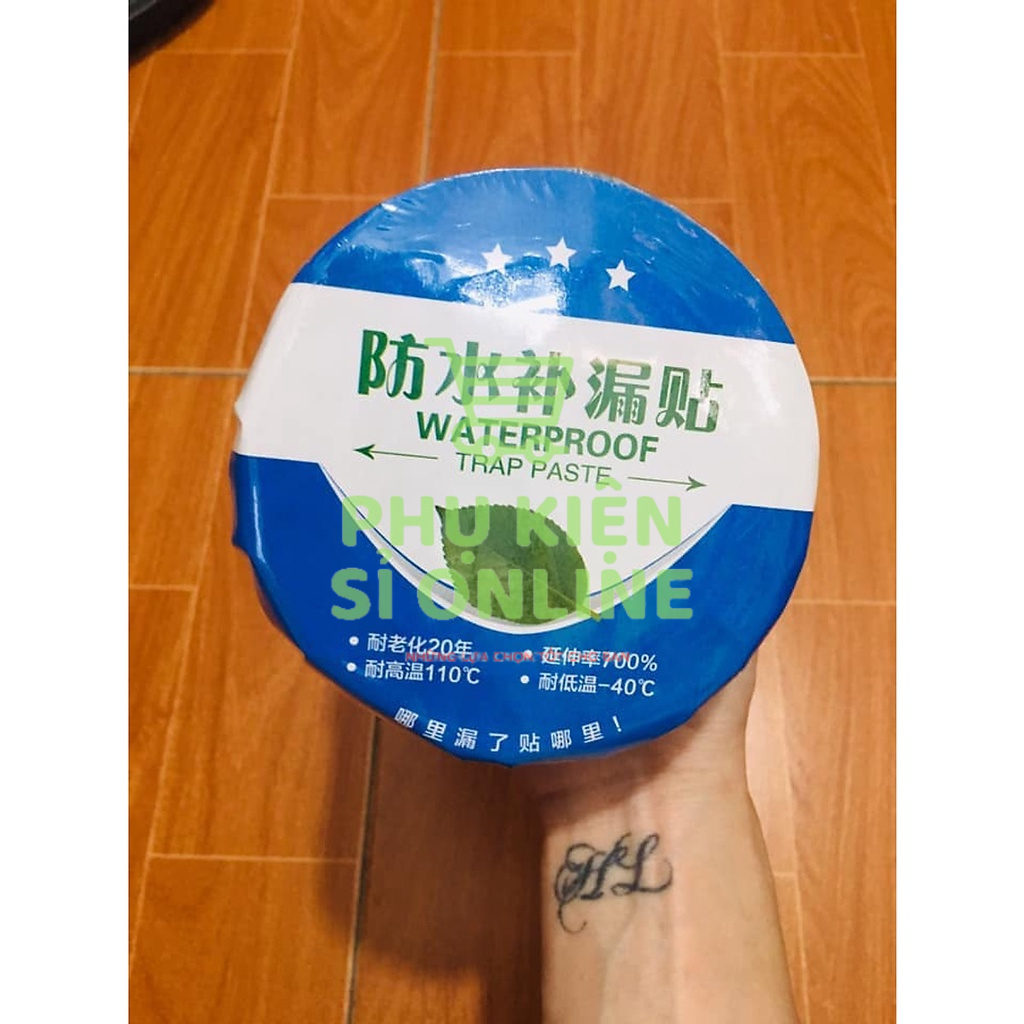 防水补漏贴
WATERPROOF
TRAP PASTE
PHỤ KIỆN
SỈ ONLINE
• 耐老化20年
• 延伸率700%
• 耐高温110℃
• 耐低温-40℃
哪里漏了贴哪里!
HL